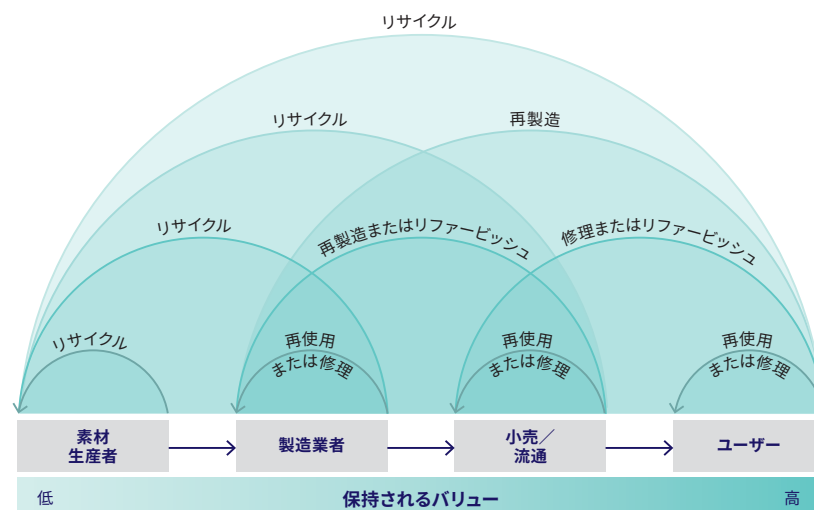 リサイクル
リサイクル
再製造
リサイクル
再製造またはリファービッシュ
修理またはリファービッシュ
リサイクル
再使用
または修理
再使用
または修理
再使用
または修理
素材
生産者
製造業者
小売／
流通
ユーザー
低
保持されるバリュー
高